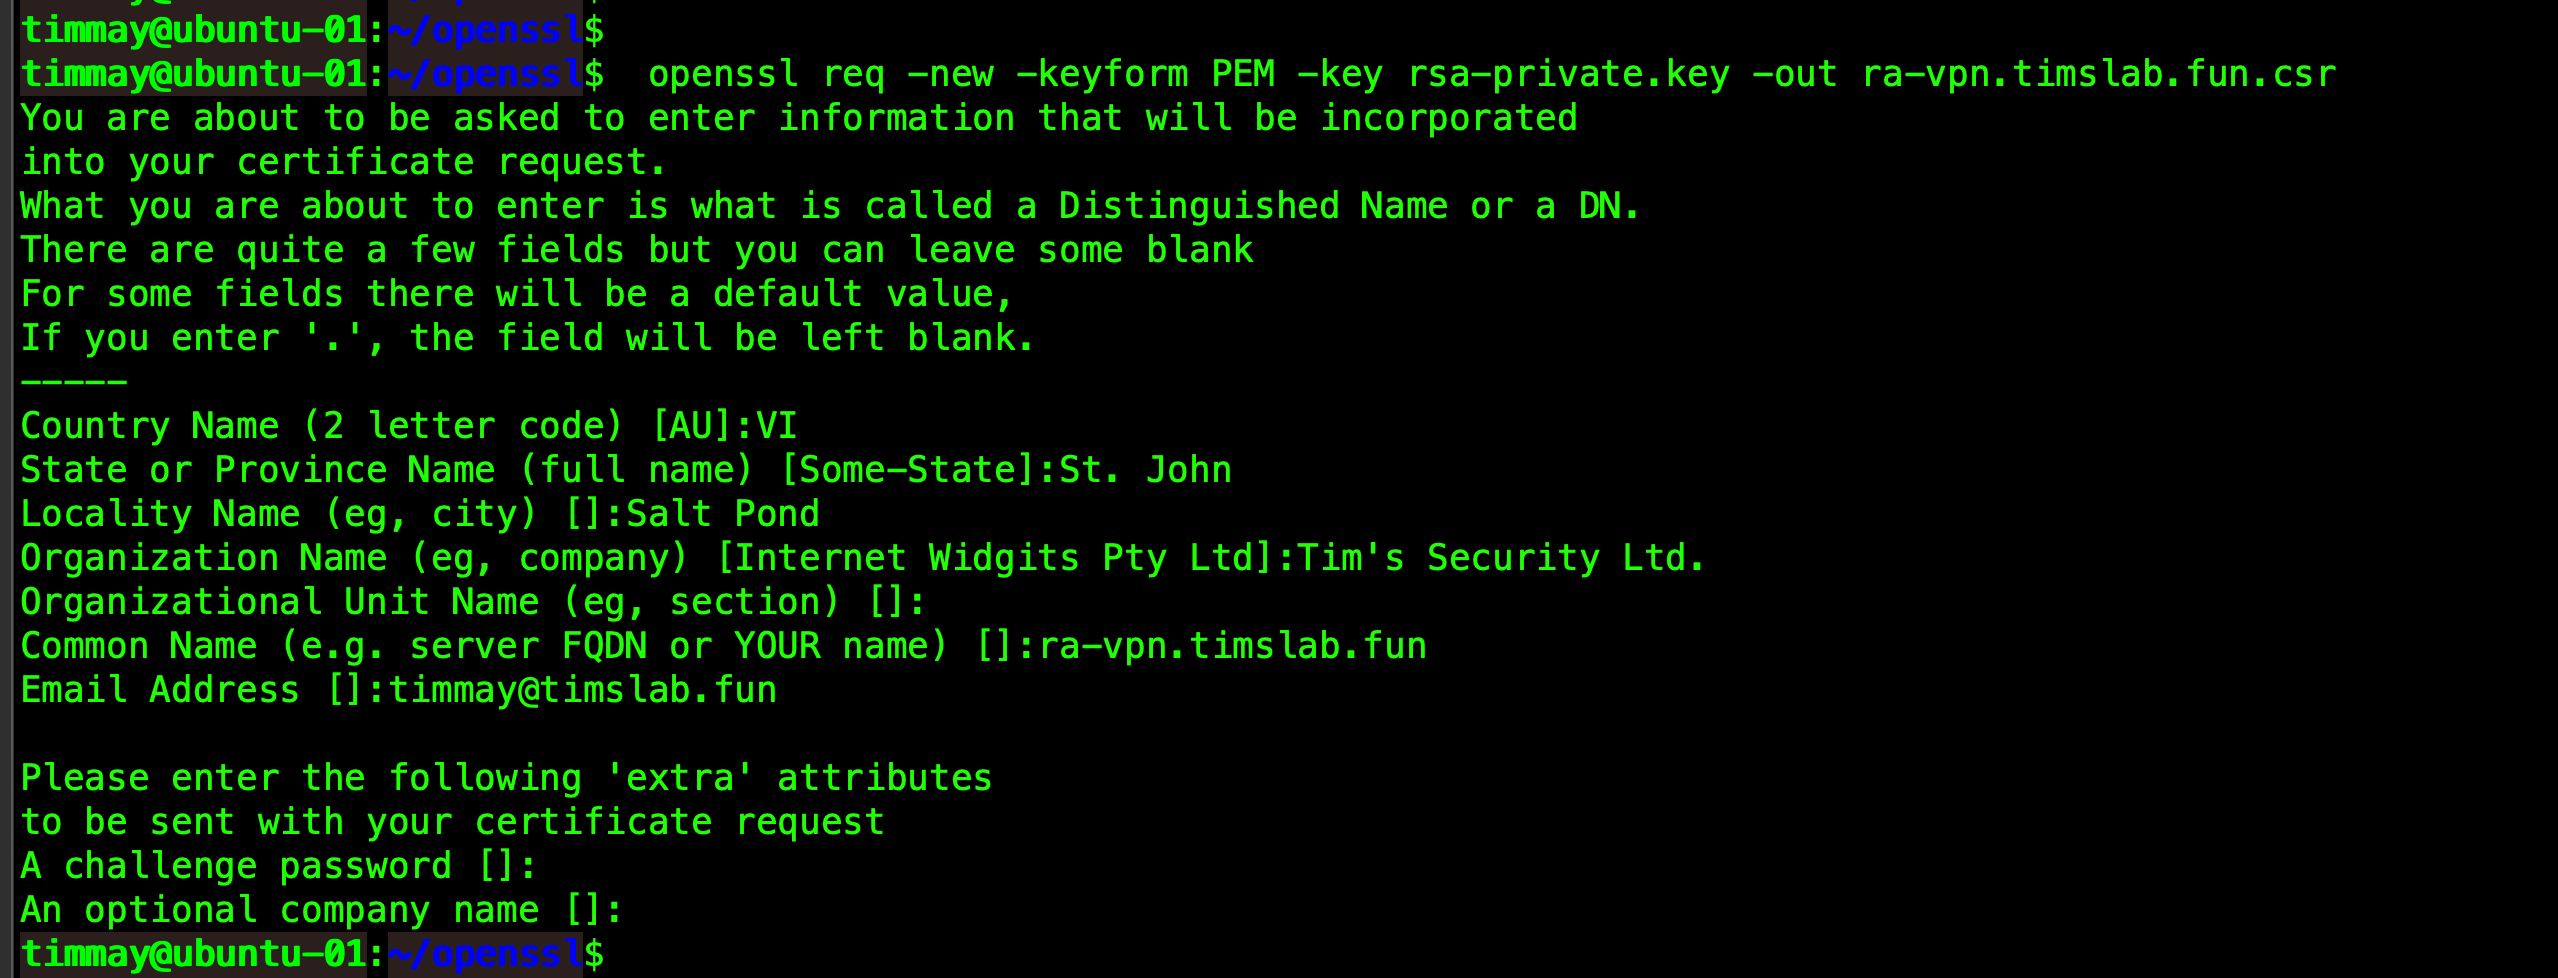 timmay@ubuntu-01:~/openssl$
timmay@ubuntu-01:~/openssl$  openssl req -new -keyform PEM -key rsa-private.key -out ra-vpn.timslab.fun.csr
You are about to be asked to enter information that will be incorporated
into your certificate request.
What you are about to enter is what is called a Distinguished Name or a DN.
There are quite a few fields but you can leave some blank
For some fields there will be a default value,
If you enter '.', the field will be left blank.
-----
Country Name (2 letter code) [AU]:VI
State or Province Name (full name) [Some-State]:St. John
Locality Name (eg, city) []:Salt Pond
Organization Name (eg, company) [Internet Widgits Pty Ltd]:Tim's Security Ltd.
Organizational Unit Name (eg, section) []:
Common Name (e.g. server FQDN or YOUR name) []:ra-vpn.timslab.fun
Email Address []:timmay@timslab.fun

Please enter the following 'extra' attributes
to be sent with your certificate request
A challenge password []:
An optional company name []:
timmay@ubuntu-01:~/openssl$